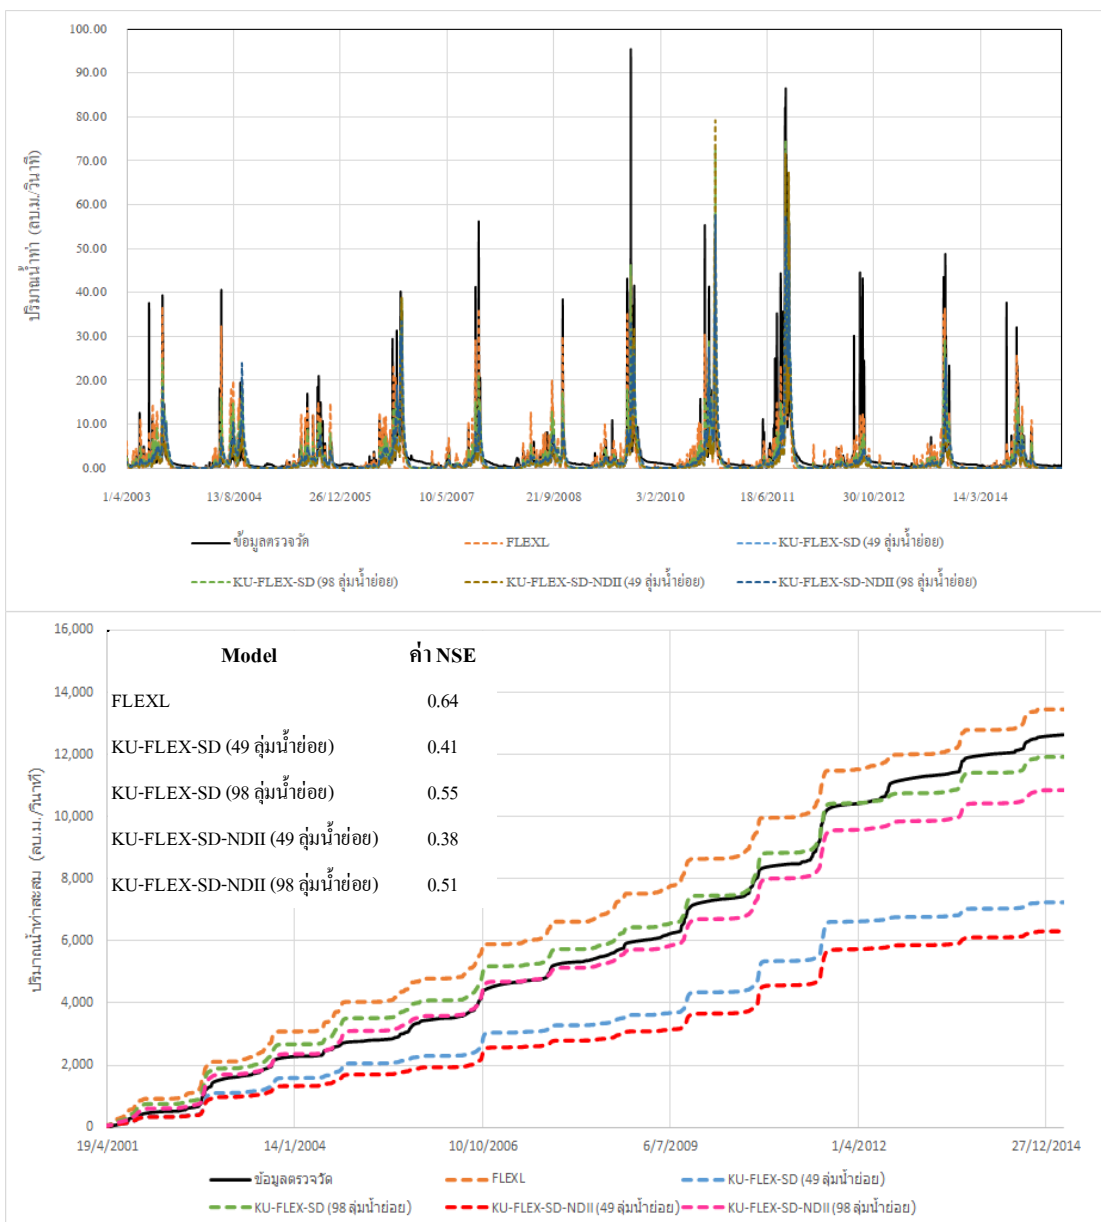 100.00
90.00
80.00
70.00
60.00
50.00
40.00
30.00
20.00
10.00
0.00
ปริมาณน้ำท่า (ลบ.ม./วินาที)
1/4/2003 13/8/2004 26/12/2005 10/5/2007 21/9/2008 3/2/2010 18/6/2011 30/10/2012 14/3/2014
ข้อมูลตรวจวัด FLEXL KU-FLEX-SD (49 ลุ่มน้ำย่อย)
KU-FLEX-SD (98 ลุ่มน้ำย่อย) KU-FLEX-SD-NDII (49 ลุ่มน้ำย่อย) KU-FLEX-SD-NDII (98 ลุ่มน้ำย่อย)
16,000
14,000
12,000
10,000
8,000
6,000
4,000
2,000
0
ปริมาณน้ำท่าสะสม (ลบ.ม./วินาที)
Model ค่า NSE
FLEXL 0.64
KU-FLEX-SD (49 ลุ่มน้ำย่อย) 0.41
KU-FLEX-SD (98 ลุ่มน้ำย่อย) 0.55
KU-FLEX-SD-NDII (49 ลุ่มน้ำย่อย) 0.38
KU-FLEX-SD-NDII (98 ลุ่มน้ำย่อย) 0.51
19/4/2001 14/1/2004 10/10/2006 6/7/2009 1/4/2012 27/12/2014
ข้อมูลตรวจวัด FLEXL KU-FLEX-SD (49 ลุ่มน้ำย่อย)
KU-FLEX-SD (98 ลุ่มน้ำย่อย) KU-FLEX-SD-NDII (49 ลุ่มน้ำย่อย) KU-FLEX-SD-NDII (98 ลุ่มน้ำย่อย)